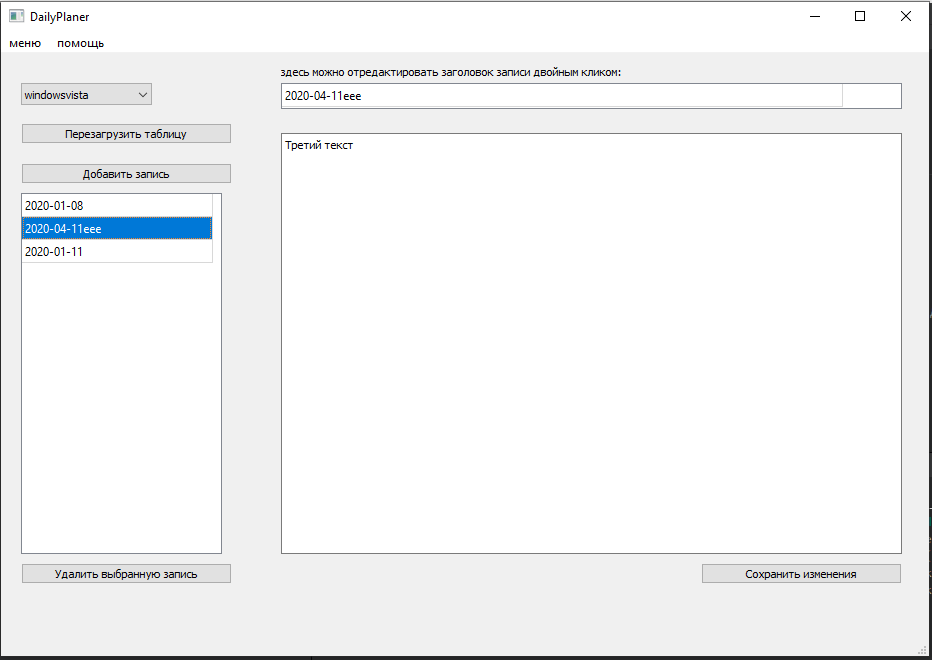 DailyPlaner
меню помощь
здесь можно отредактировать заголовок записи двойным кликом:
windowsvista
2020-04-11eee
Перезагрузить таблицу
Третий текст
Добавить запись
2020-01-08
2020-04-11eee
2020-01-11
Удалить выбранную запись
Сохранить изменения